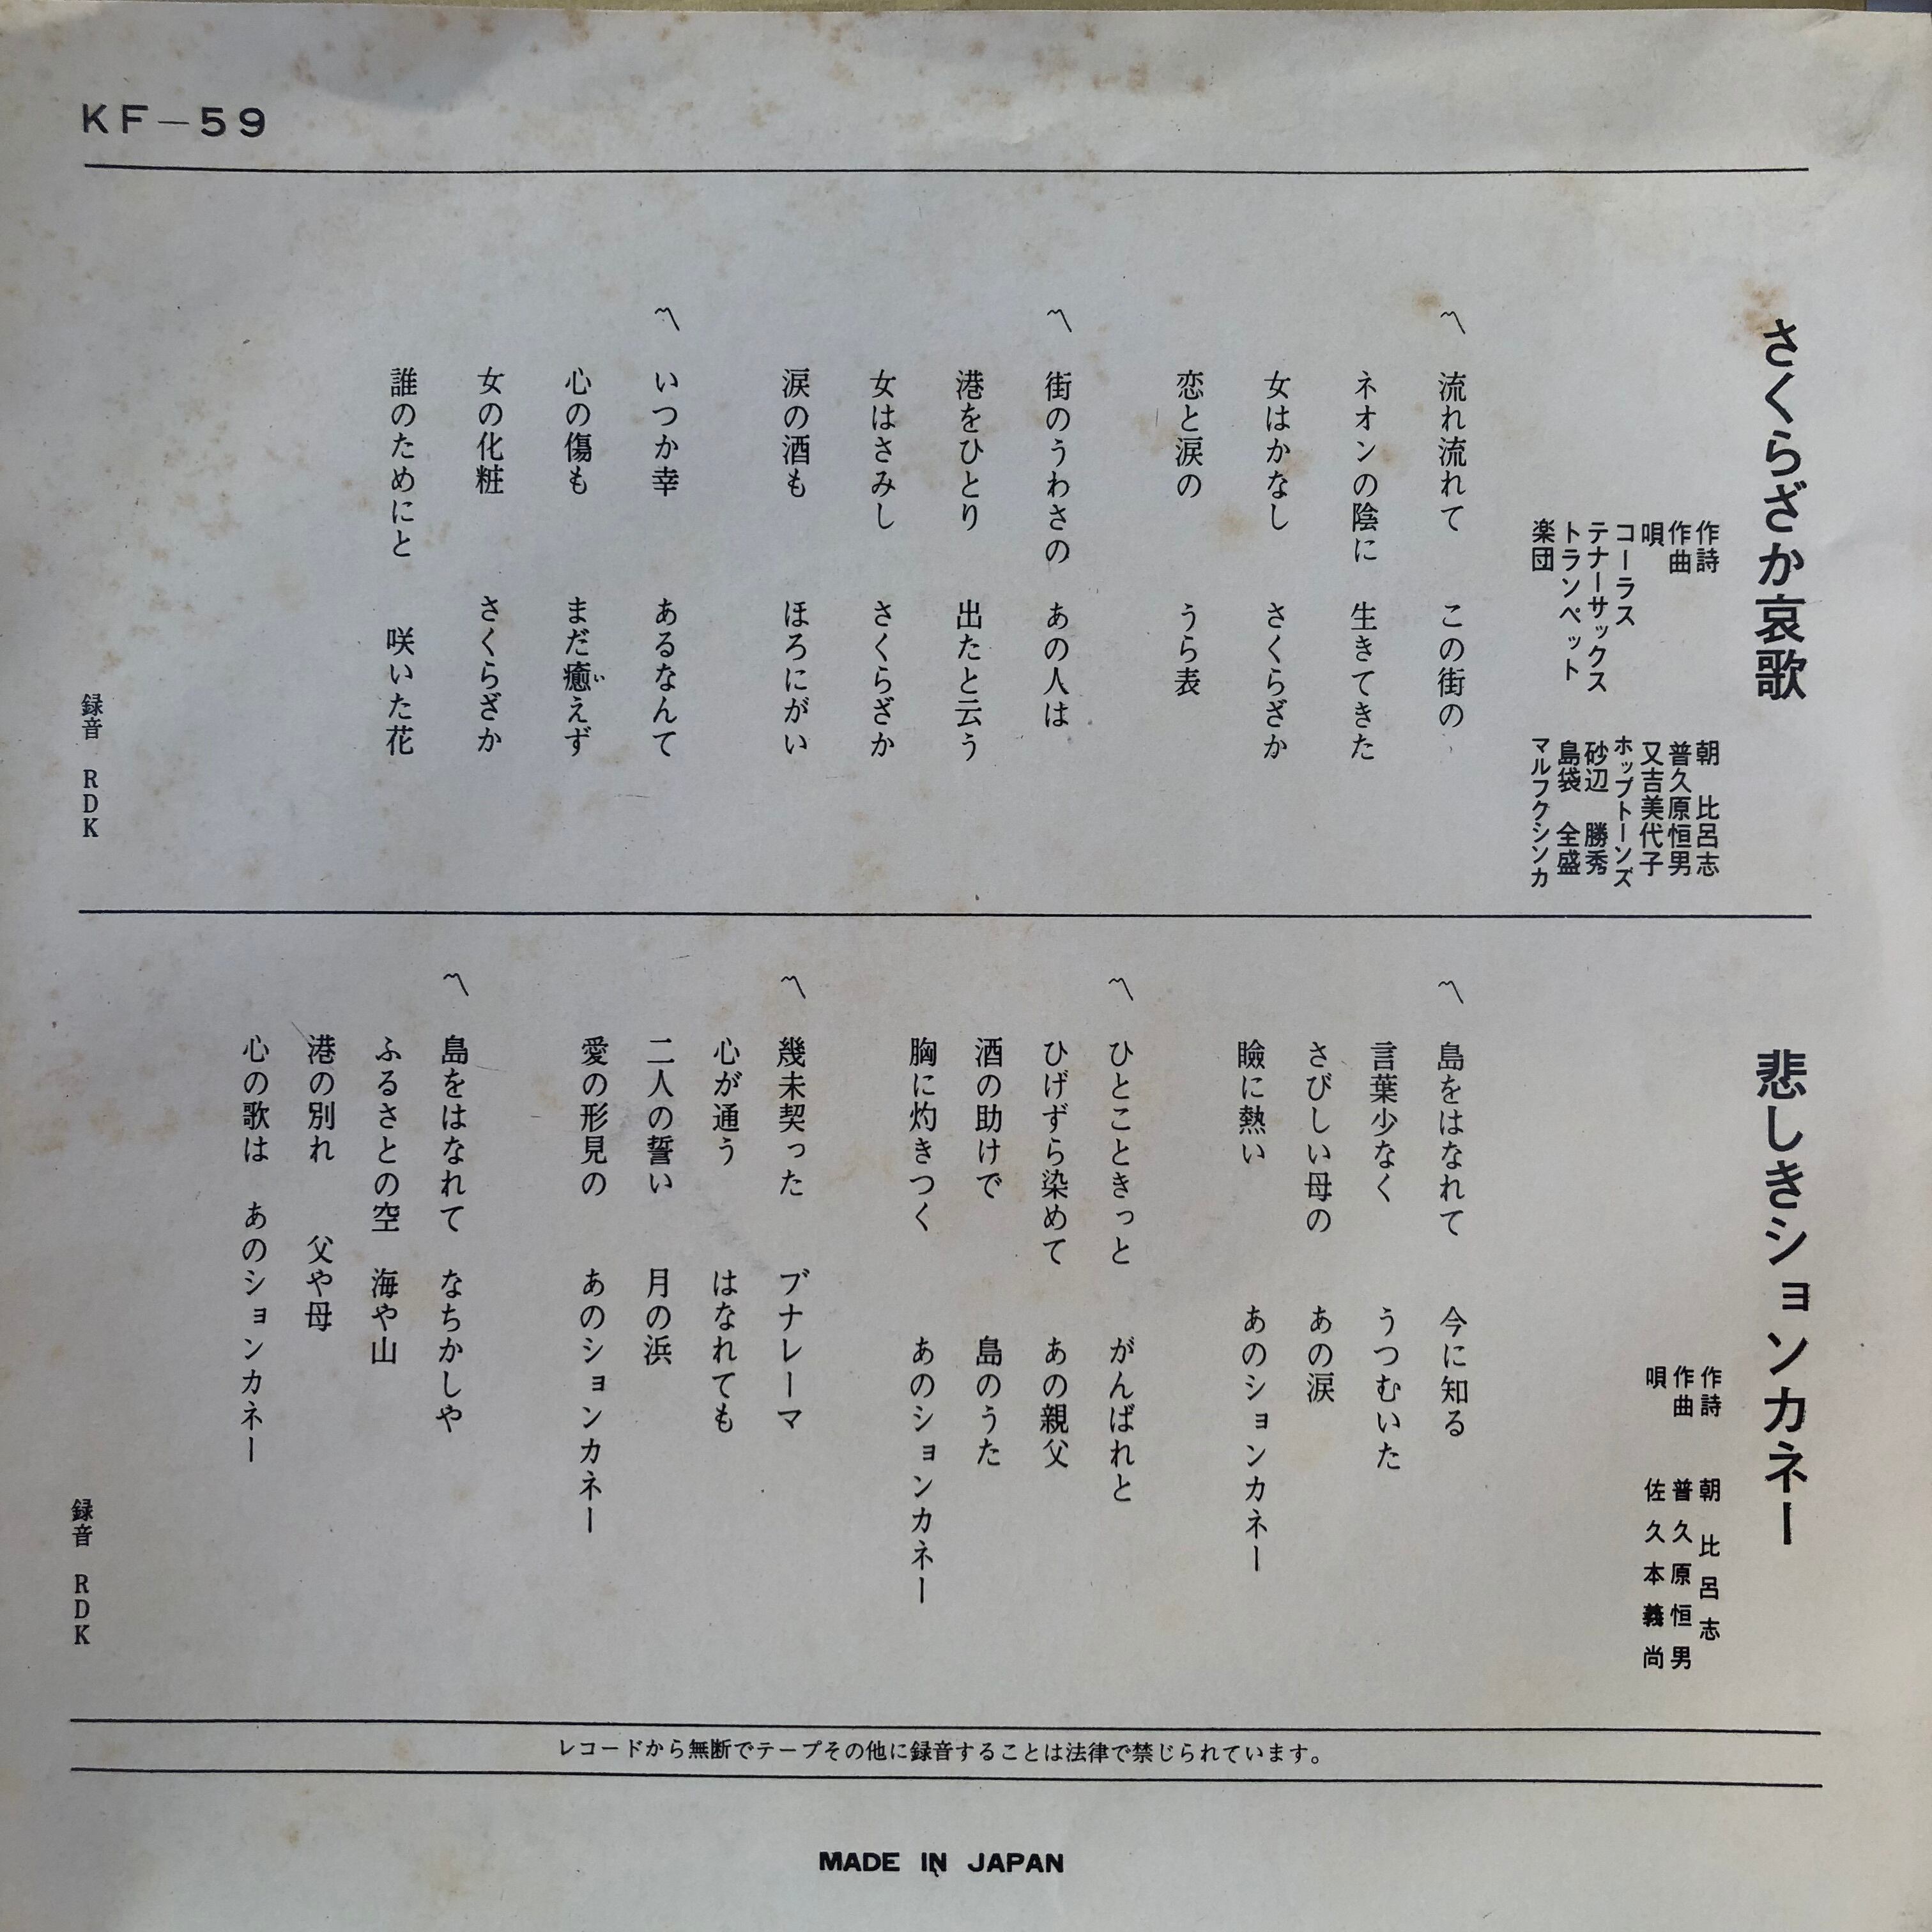 KF-59
さくらざか哀歌
作詩　朝　比呂志
作曲　普久原恒男
唄　又吉美代子
コーラス　ホップトーンズ
テナーサックス　砂辺　勝秀
トランペット　島袋　全盛
楽団　マルフクシンカ
〽 流れ流れて　この街の
ネオンの陰に　生きてきた
女はかなし　さくらざか
恋と涙の　うら表
〽 街のうわさの　あの人は
港をひとり　出たと云う
女はさみし　さくらざか
涙の酒も　ほろにがい
〽 いつか幸　あるなんて
心の傷も　まだ癒えず
い
女の化粧　さくらざか
誰のためにと　咲いた花
録音　RDK
悲しきションカネー
作詩　朝　比呂志
作曲　普久原恒男
唄　佐久本義尚
〽 島をはなれて　今に知る
言葉少なく　うつむいた
さびしい母の　あの涙
瞼に熱い　あのションカネー
〽 ひとこときっと　がんばれと
ひげずら染めて　あの親父
酒の助けで　島のうた
胸に灼きつく　あのションカネー
〽 幾未契った　ブナレーマ
心が通う　はなれても
二人の誓い　月の浜
愛の形見の　あのションカネー
〽 島をはなれて　なちかしや
ふるさとの空　海や山
港の別れ　父や母
心の歌は　あのションカネー
録音　RDK
レコードから無断でテープその他に録音することは法律で禁じられています。
MADE IN JAPAN